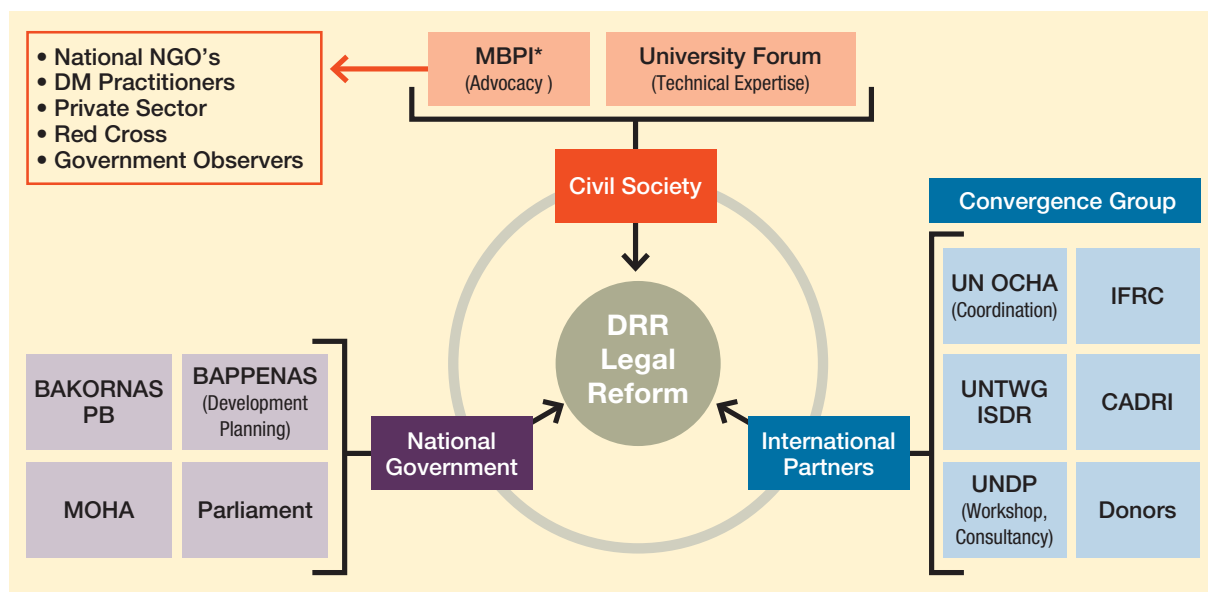 • National NGO's
• DM Practitioners
• Private Sector
• Red Cross
• Government Observers
MBPI*
(Advocacy )
University Forum
(Technical Expertise)
Civil Society
Convergence Group
DRR
Legal
Reform
UN OCHA
(Coordination)
IFRC
UNTWG
ISDR
CADRI
UNDP
(Workshop,
Consultancy)
Donors
BAKORNAS
PB
BAPPENAS
(Development
Planning)
MOHA
Parliament
National
Government
International
Partners